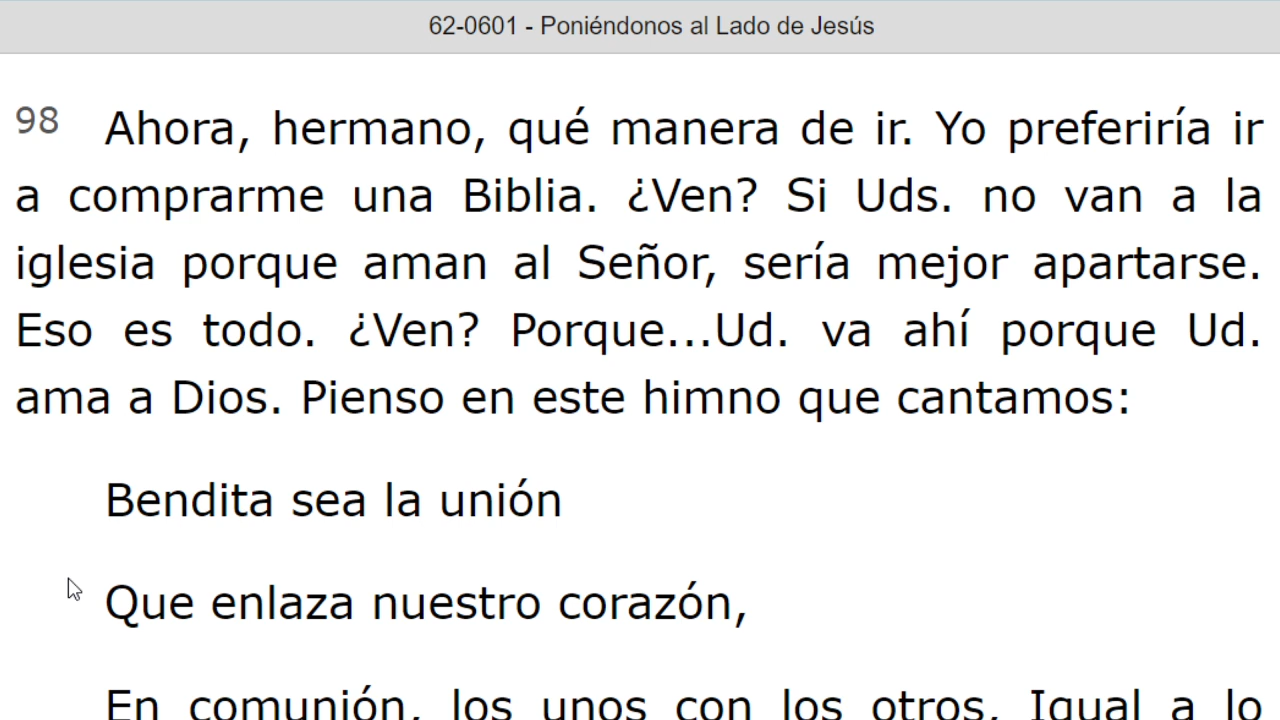 62-0601 - Poniéndonos al Lado de Jesús
98 Ahora, hermano, qué manera de ir. Yo preferiría ir
a comprarme una Biblia. ¿Ven? Si Uds. no van a la
iglesia porque aman al Señor, sería mejor apartarse.
Eso es todo. ¿Ven? Porque...Ud. va ahí porque Ud.
ama a Dios. Pienso en este himno que cantamos:
Bendita sea la unión
Que enlaza nuestro corazón,
En comunión, los unos con los otros, Igual a lo